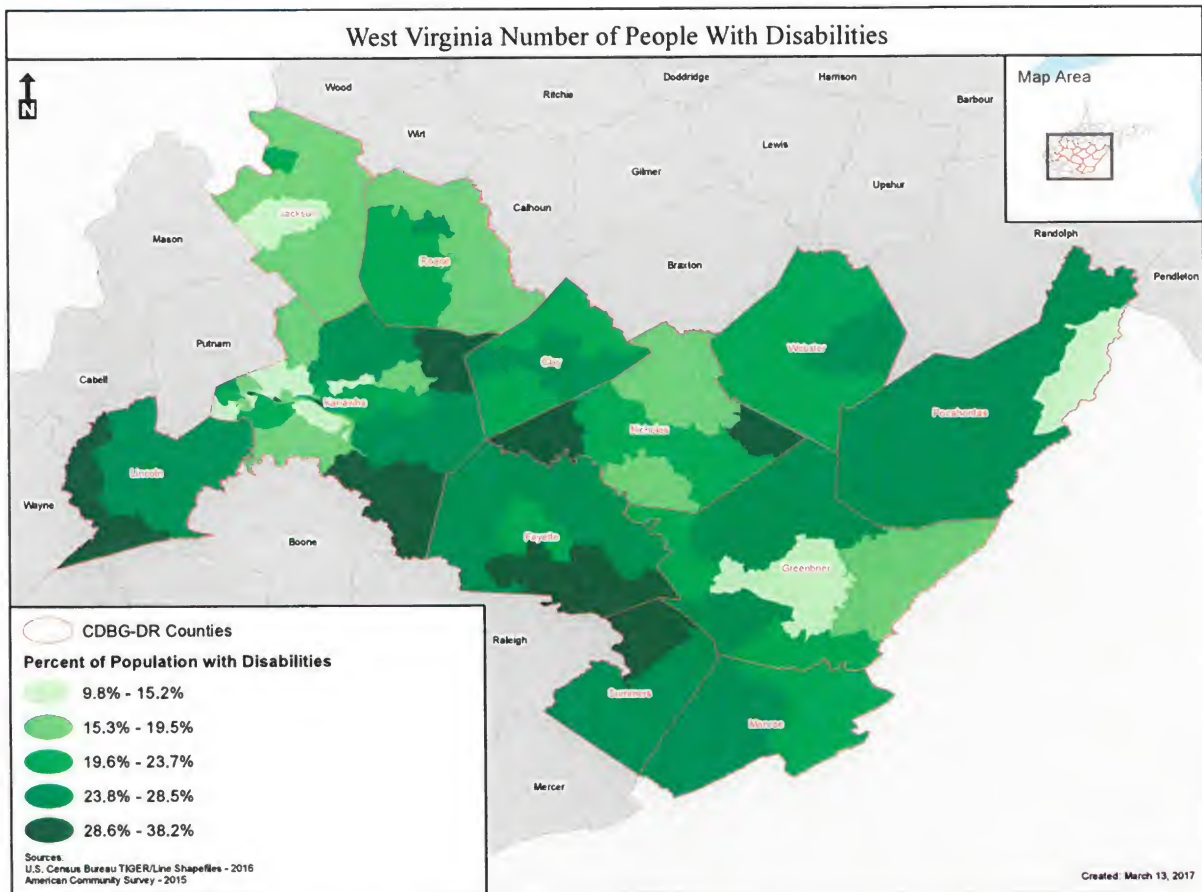 West Virginia Number of People With Disabilities
N
Map Area
Wood
Doddridge
Harrison
Ritchie
Barbour
Wirt
Lewis
Gilmer
Upshur
Calhoun
Jackson
Mason
Randolph
Roane
Braxton
Pendleton
Putnam
Webster
Clay
Cabell
Kanawha
Pocahontas
Nicholas
Lincoln
Wayne
Boone
Fayette
Greenbrier
Raleigh
Summers
Monroe
Mercer
CDBG-DR Counties
Percent of Population with Disabilities
9.8% - 15.2%
15.3% - 19.5%
19.6% - 23.7%
23.8% - 28.5%
28.6% - 38.2%
Sources:
U.S. Census Bureau TIGER/Line Shapefiles - 2016
American Community Survey - 2015
Created: March 13, 2017